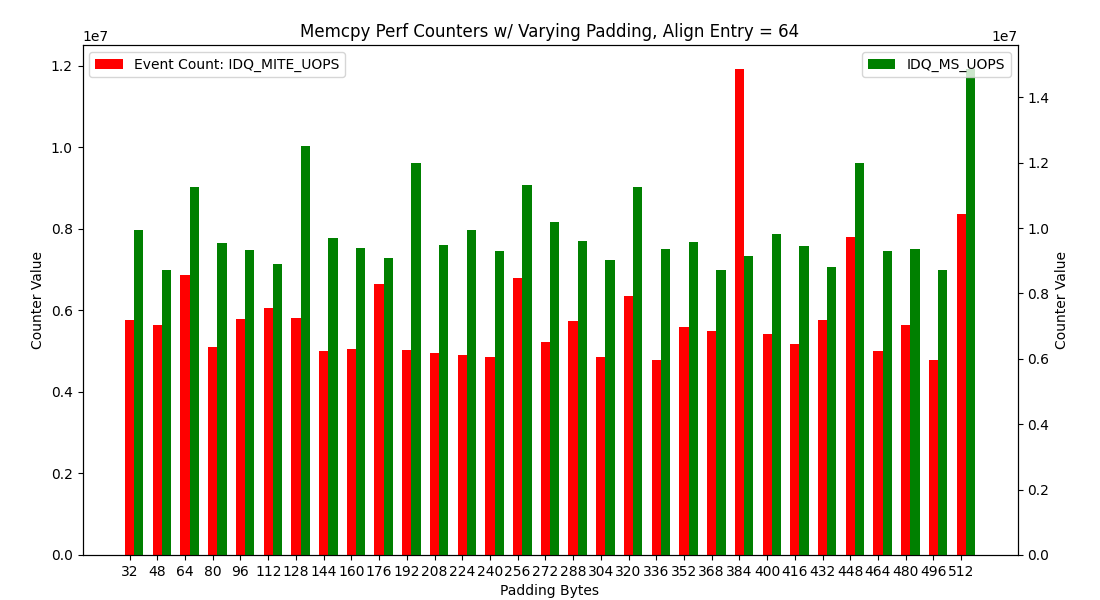 Memcpy Perf Counters w/ Varying Padding, Align Entry = 64
1e7
1e7
Event Count: IDQ_MITE_UOPS
IDQ_MS_UOPS
Counter Value
1.2
1.0
0.8
0.6
0.4
0.2
0.0
1.4
1.2
1.0
0.8
0.6
0.4
0.2
0.0
Counter Value
32 48 64 80 96 112 128 144 160 176 192 208 224 240 256 272 288 304 320 336 352 368 384 400 416 432 448 464 480 496 512
Padding Bytes